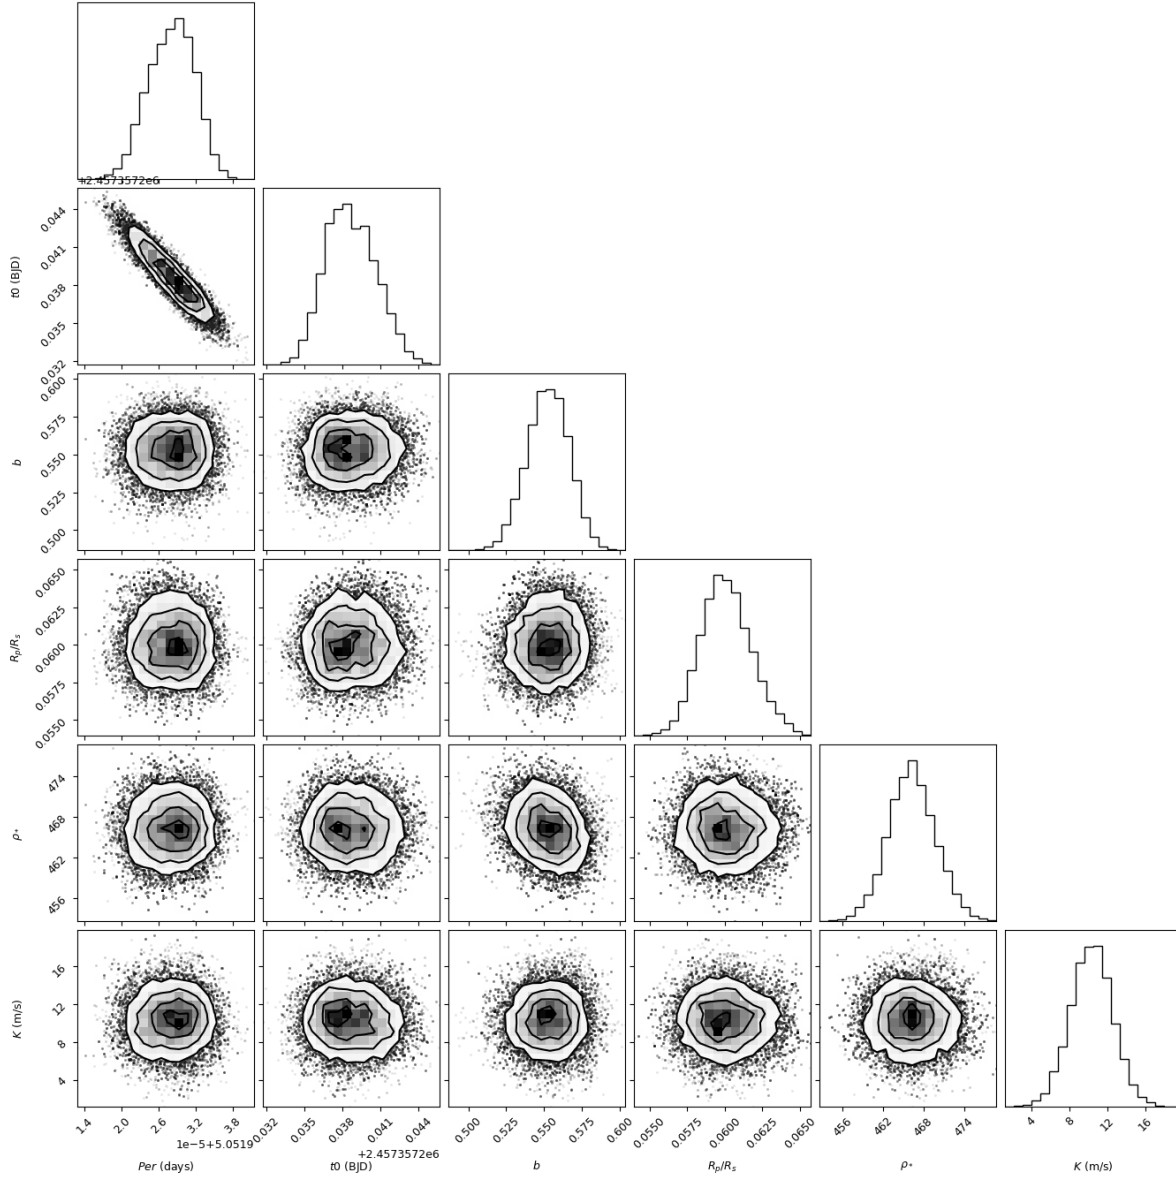 +2.4573572e6
0.044
0.041
0.038
0.035
0.032
t0 (BJD)
0.600
0.575
0.550
0.525
0.500
b
0.0650
0.0625
0.0600
0.0575
0.0550
Rp/Rs
474
468
462
456
ρ*
16
12
8
4
K (m/s)
1.4 2.0 2.6 3.2 3.8
1e-5+5.0519
Per (days)
0.032 0.035 0.038 0.041 0.044
+2.4573572e6
t0 (BJD)
0.500 0.525 0.550 0.575 0.600
b
0.0550 0.0575 0.0600 0.0625 0.0650
Rp/Rs
456 462 468 474
ρ*
4 8 12 16
K (m/s)